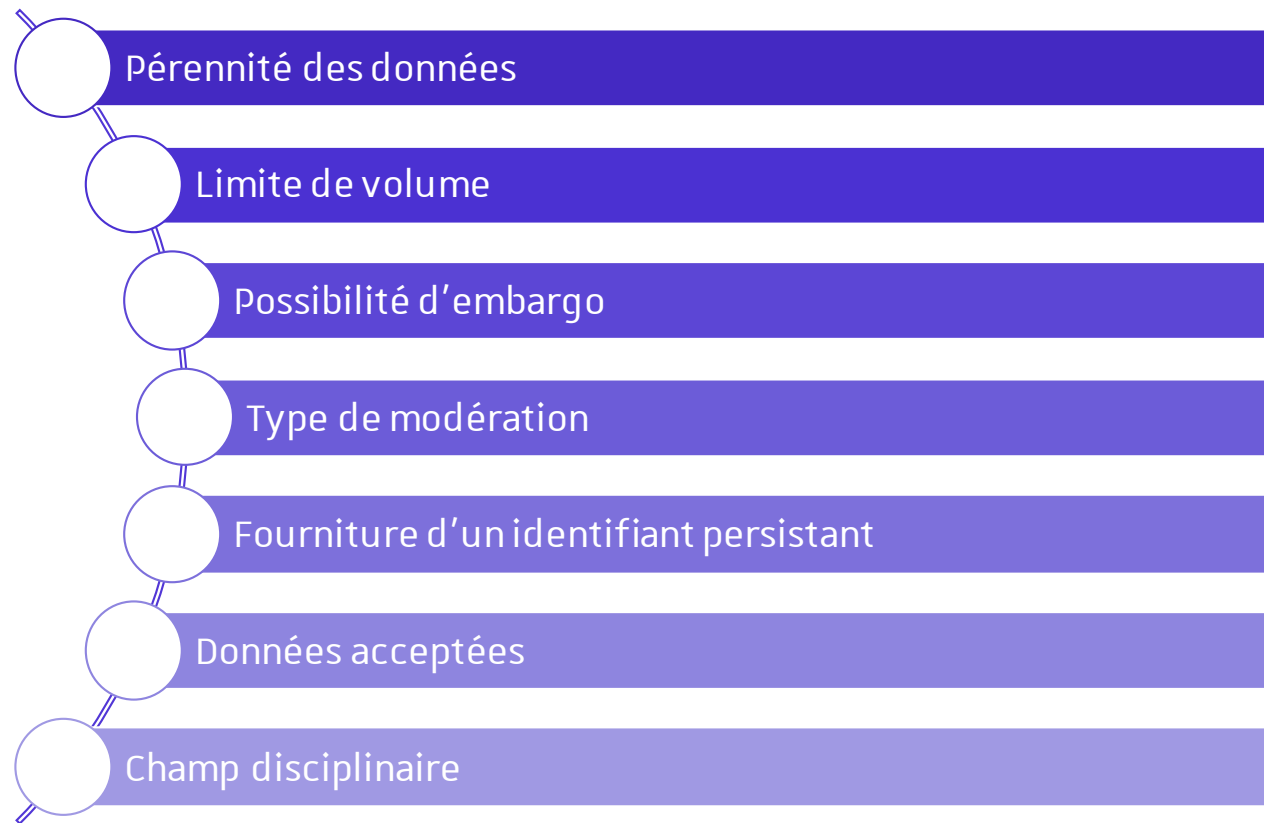 Pérennité des données
Limite de volume
Possibilité d’embargo
Type de modération
Fourniture d’un identifiant persistant
Données acceptées
Champ disciplinaire